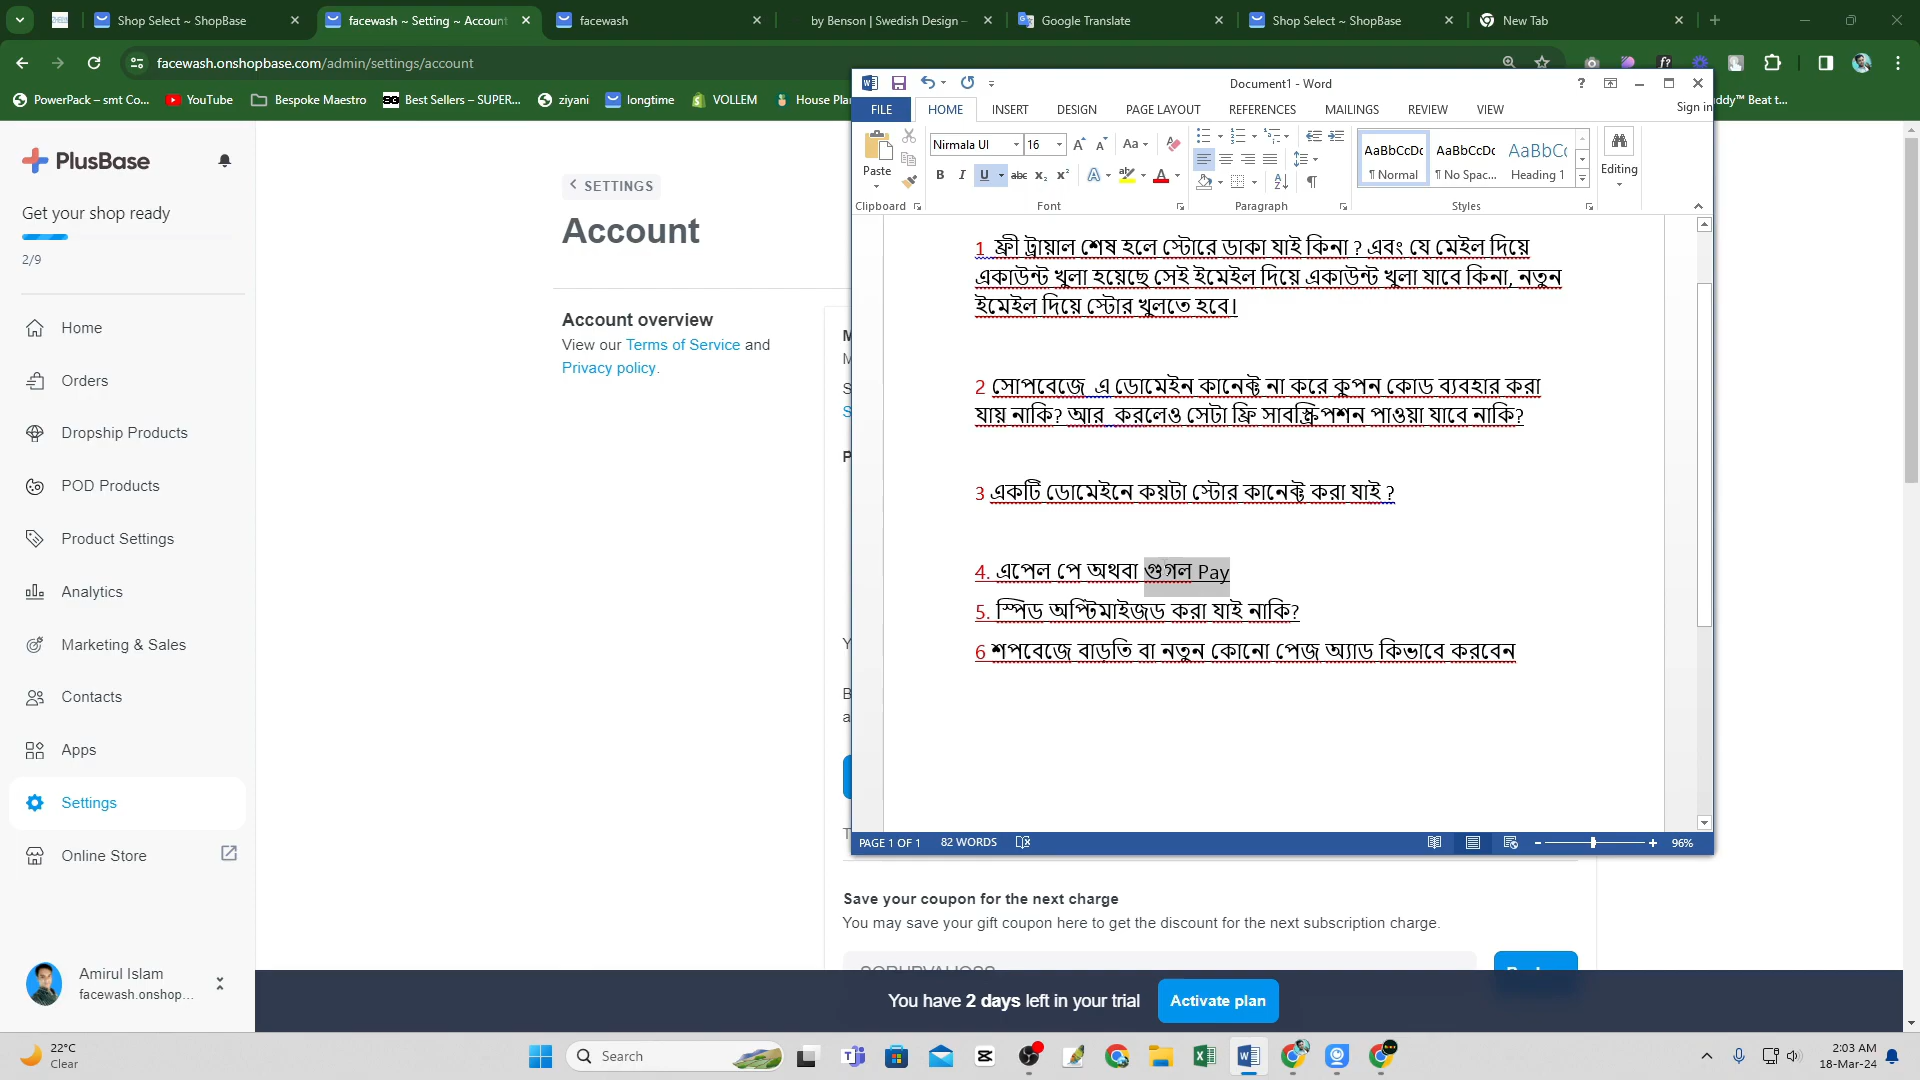 Shop Select ~ ShopBase
facewash ~ Setting ~ Account
facewash
by Benson | Swedish Design –
Google Translate
Shop Select ~ ShopBase
New Tab
facewash.onshopbase.com/admin/settings/account
PowerPack – smt Co...
YouTube
Bespoke Maestro
Best Sellers – SUPER...
ziyani
longtime
VOLLEM
House Pla
ddy™ Beat t...
Document1 - Word
FILE HOME INSERT DESIGN PAGE LAYOUT REFERENCES MAILINGS REVIEW VIEW Sign in
Paste
Nirmala UI 16
AaBbCcDc AaBbCcDc AaBbCc
¶ Normal ¶ No Spac... Heading 1
Editing
Clipboard Font Paragraph Styles
PlusBase
Get your shop ready
2/9
Home
Orders
Dropship Products
POD Products
Product Settings
Analytics
Marketing & Sales
Contacts
Apps
Settings
Online Store
Amirul Islam
facewash.onshop...
SETTINGS
Account
Account overview
View our Terms of Service and
Privacy policy.
1 ফ্রী ট্রায়াল শেষ হলে স্টোরে ডাকা যাই কিনা ? এবং যে মেইল দিয়ে
একাউন্ট খুলা হয়েছে সেই ইমেইল দিয়ে একাউন্ট খুলা যাবে কিনা, নতুন
ইমেইল দিয়ে স্টোর খুলতে হবে।
2 সোপবেজে এ ডোমেইন কানেক্ট না করে কুপন কোড ব্যবহার করা
যায় নাকি? আর করলেও সেটা ফ্রি সাবস্ক্রিপশন পাওয়া যাবে নাকি?
3 একটি ডোমেইনে কয়টা স্টোর কানেক্ট করা যাই ?
4. এপেল পে অথবা গুগল Pay
5. স্পিড অপ্টিমাইজড করা যাই নাকি?
6 শপবেজে বাড়তি বা নতুন কোনো পেজ অ্যাড কিভাবে করবেন
PAGE 1 OF 1 82 WORDS 96%
Save your coupon for the next charge
You may save your gift coupon here to get the discount for the next subscription charge.
You have 2 days left in your trial
Activate plan
22°C
Clear
Search
2:03 AM
18-Mar-24